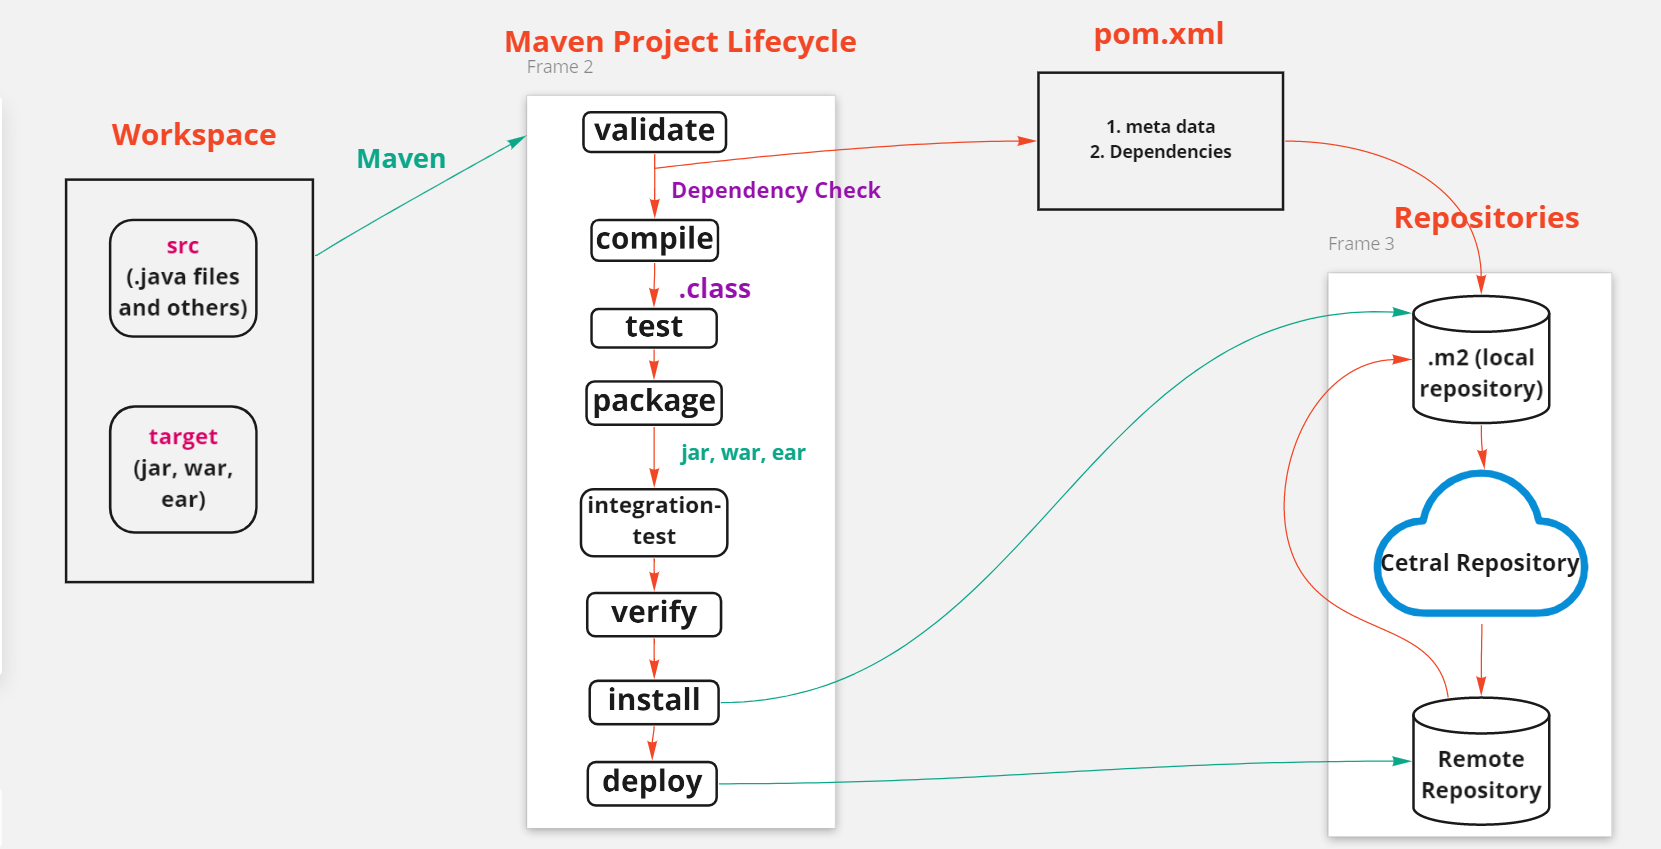 Workspace
src
(.java files
and others)
target
(jar, war,
ear)
Maven
Maven Project Lifecycle
Frame 2
validate
Dependency Check
compile
.class
test
package
jar, war, ear
integration-
test
verify
install
deploy
pom.xml
1. meta data
2. Dependencies
Repositories
Frame 3
.m2 (local
repository)
Cetral Repository
Remote
Repository